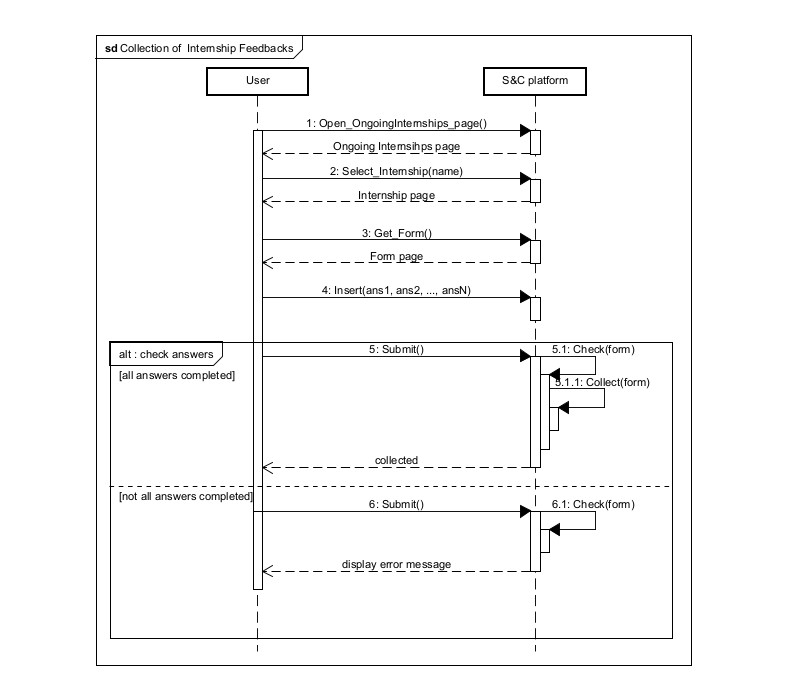 sd Collection of Internship Feedbacks
User
S&C platform
1: Open_OngoingInternships_page()
Ongoing Internsihps page
2: Select_Internship(name)
Internship page
3: Get_Form()
Form page
4: Insert(ans1, ans2, ..., ansN)
alt : check answers
5: Submit()
5.1: Check(form)
[all answers completed]
5.1.1: Collect(form)
collected
[not all answers completed]
6: Submit()
6.1: Check(form)
display error message